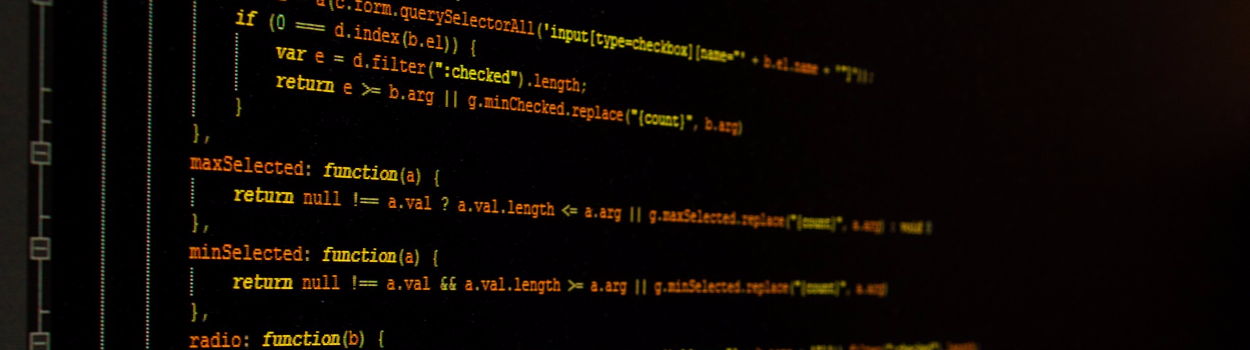 (c.form.querySelectorAll('input[type=checkbox][name="' + b.el.name + '"]'));
if (0 === d.index(b.el)) {
var e = d.filter(":checked").length;
return e >= b.arg || g.minChecked.replace("{count}", b.arg)
}
},
maxSelected: function(a) {
return null !== a.val ? a.val.length <= a.arg || g.maxSelected.replace("{count}", a.arg) : void
},
minSelected: function(a) {
return null !== a.val && a.val.length >= a.arg || g.minSelected.replace("{count}", a.arg)
},
radio: function(b) {